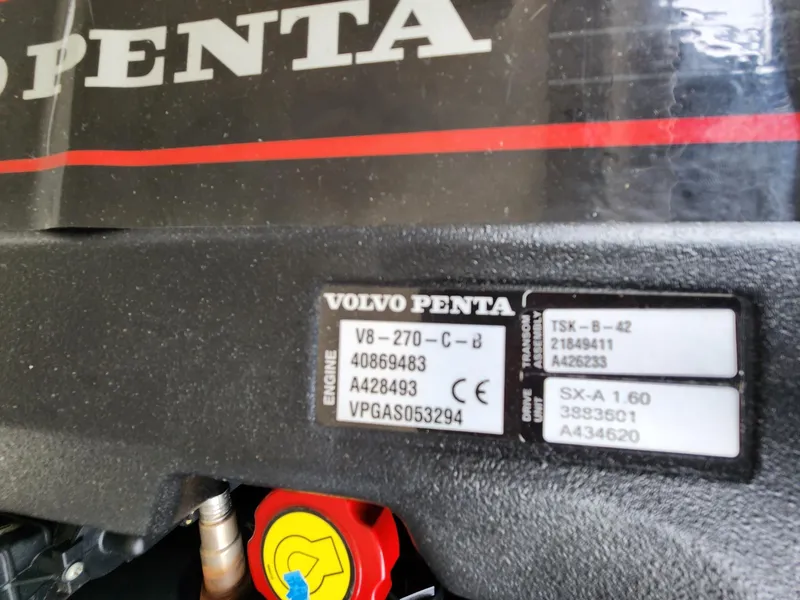 PENTA
VOLVO PENTA
ENGINE
V8-270-C-B
40869483
A428493
VPGAS053294
CE
TRANSOM
ASSEMBLY
TSK-B-42
21849411
A426233
DRIVE
UNIT
SX-A 1.60
3883601
A434620